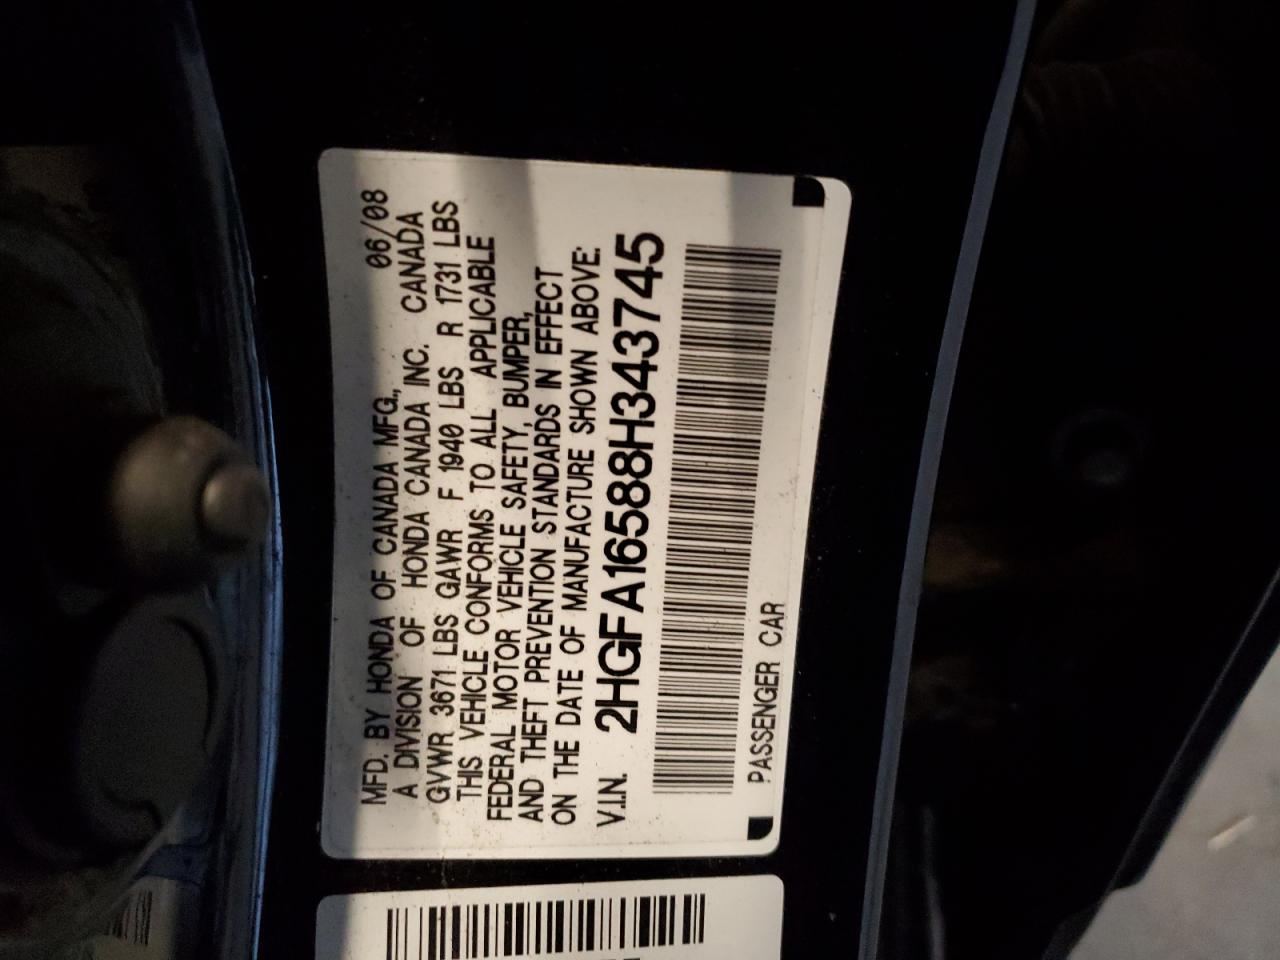 MFD. BY HONDA OF CANADA MFG., 06/08
A DIVISION OF HONDA CANADA INC. CANADA
GVWR 3671 LBS GAWR F 1940 LBS R 1731 LBS
THIS VEHICLE CONFORMS TO ALL APPLICABLE
FEDERAL MOTOR VEHICLE SAFETY, BUMPER,
AND THEFT PREVENTION STANDARDS IN EFFECT
ON THE DATE OF MANUFACTURE SHOWN ABOVE:
V.I.N. 2HGFA16588H343745
PASSENGER CAR